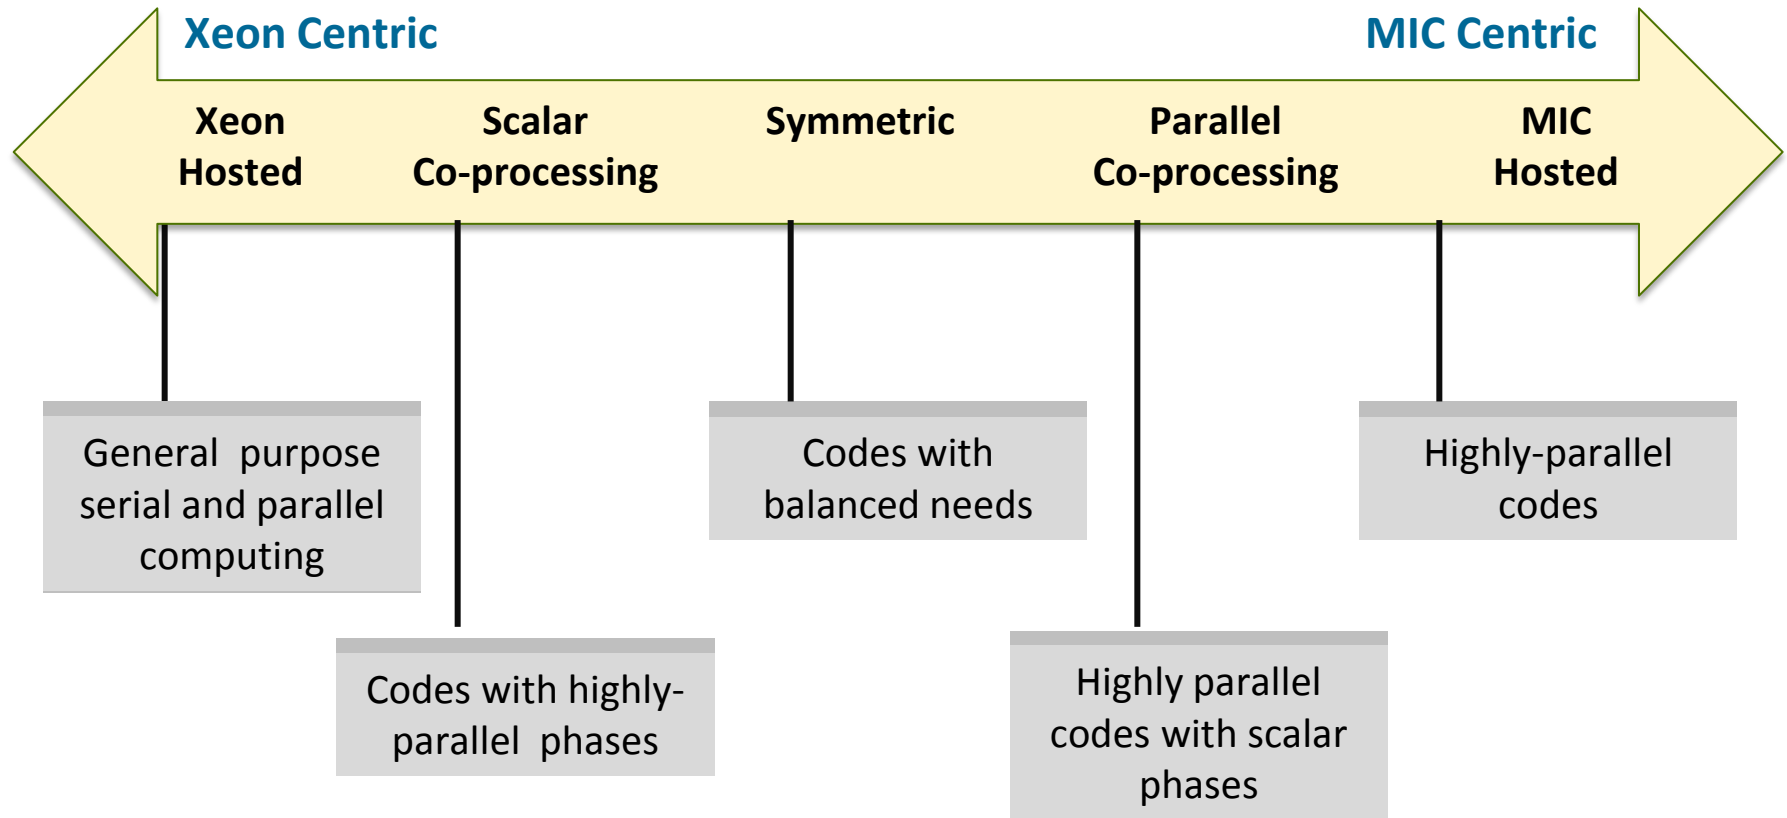 Xeon Centric
MIC Centric
Xeon
Hosted
Scalar
Co-processing
Symmetric
Parallel
Co-processing
MIC
Hosted
General purpose
serial and parallel
computing
Codes with highly-
parallel phases
Codes with
balanced needs
Highly parallel
codes with scalar
phases
Highly-parallel
codes